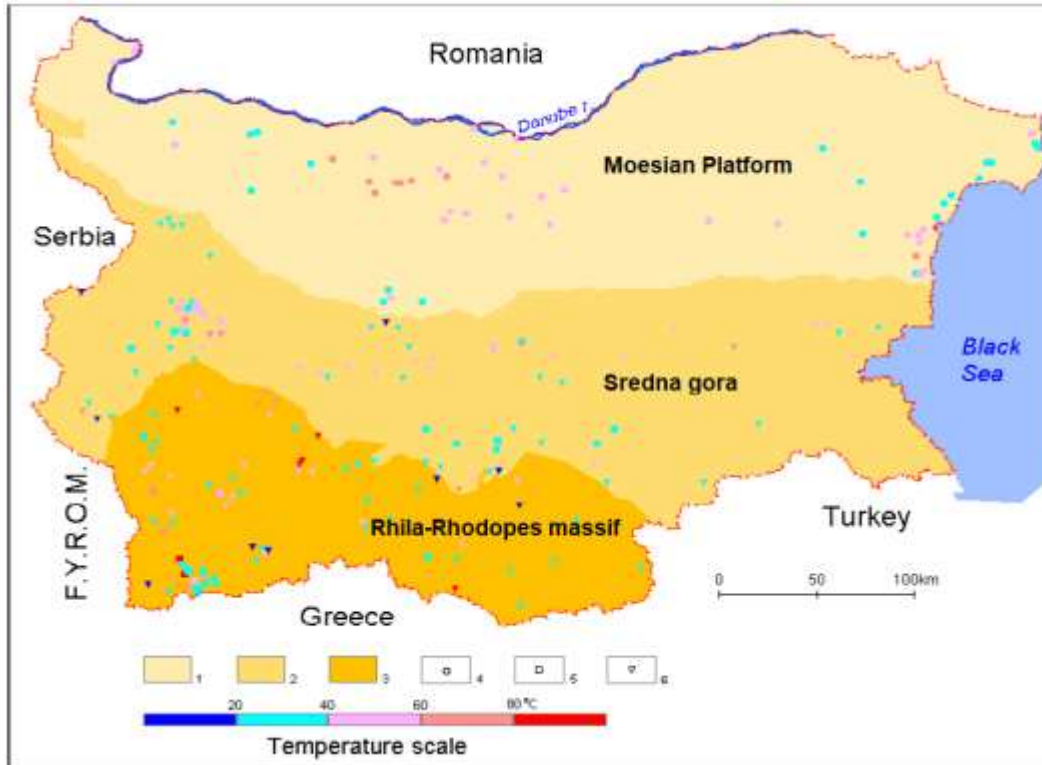 Romania
Danube r.
Moesian Platform
Serbia
Black
Sea
Sredna gora
F.Y.R.O.M.
Rhila-Rhodopes massif
Turkey
0 50 100km
Greece
1 2 3 4 5 6
20 40 60 80°C
Temperature scale